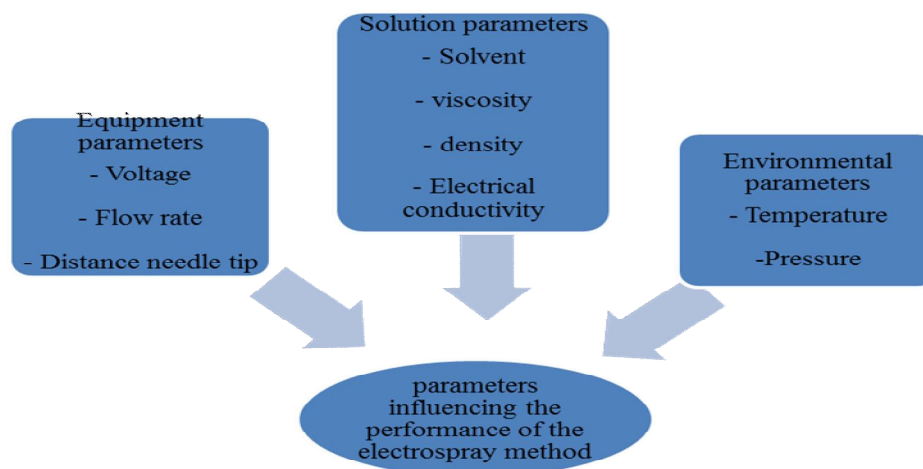 Equipment
parameters
- Voltage
- Flow rate
- Distance needle tip
Solution parameters
- Solvent
- viscosity
- density
- Electrical
conductivity
Environmental
parameters
- Temperature
-Pressure
parameters
influencing the
performance of the
electrospray method